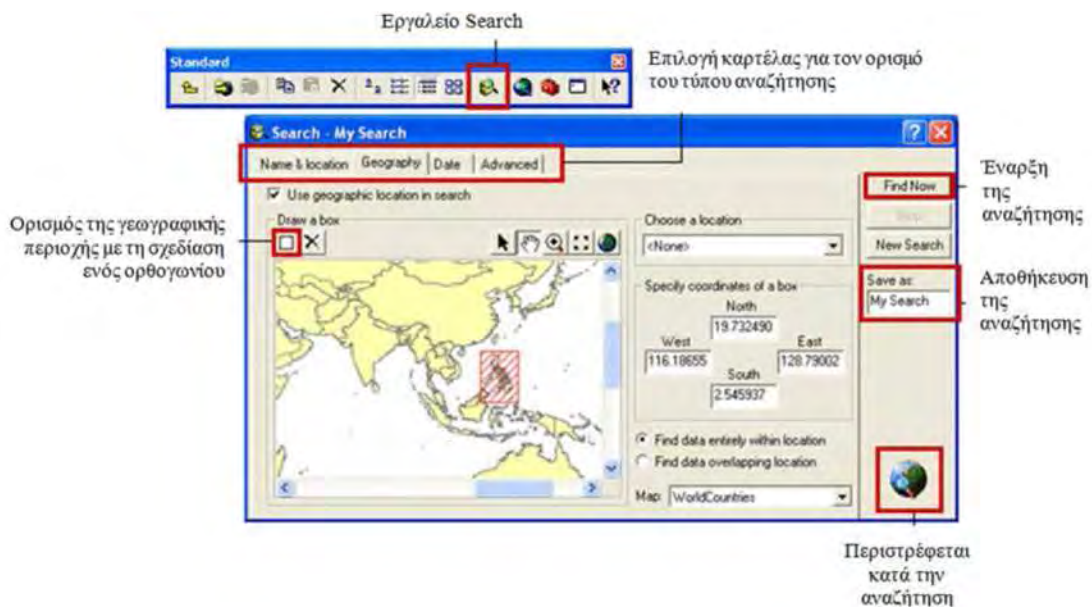 Εργαλείο Search
Standard
Επιλογή καρτέλας για τον ορισμό
του τύπου αναζήτησης
Search - My Search
Name & location Geography Date Advanced
Use geographic location in search
Draw a box
Ορισμός της γεωγραφικής
περιοχής με τη σχεδίαση
ενός ορθογωνίου
Choose a location
<None>
Specify coordinates of a box
North
19.732490
West East
116.18655 128.79002
South
2.545937
Find data entirely within location
Find data overlapping location
Map: WorldCountries
Find Now
Stop
New Search
Save as:
My Search
Έναρξη
της
αναζήτησης
Αποθήκευση
της
αναζήτησης
Περιστρέφεται
κατά την
αναζήτηση